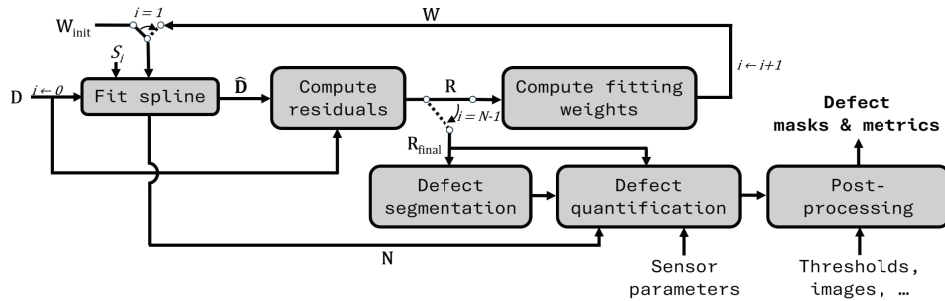 i = 1
W
W_init
S_i
i ← i+1
D
i ← 0
Fit spline
D̂
Compute
residuals
R
Compute fitting
weights
i = N-1
Defect
masks & metrics
R_final
Defect
segmentation
Defect
quantification
Post-
processing
N
Sensor
parameters
Thresholds,
images, …